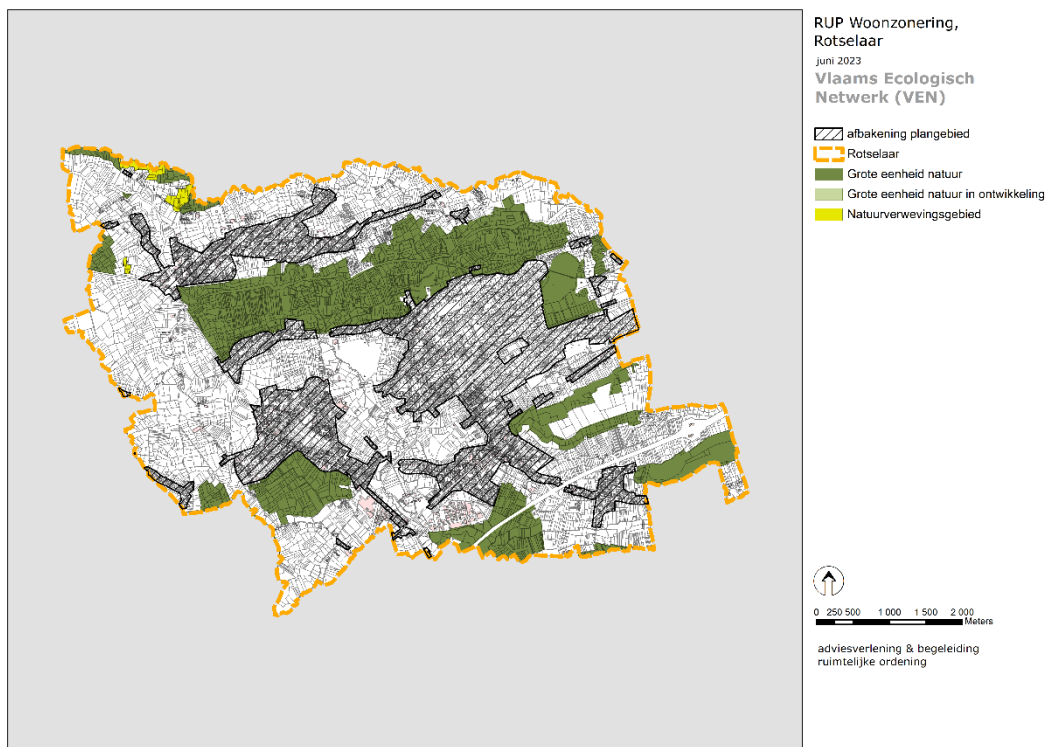 RUP Woonzonering,
Rotselaar
juni 2023
Vlaams Ecologisch
Netwerk (VEN)
afbakening plangebied
Rotselaar
Grote eenheid natuur
Grote eenheid natuur in ontwikkeling
Natuurverwevingsgebied
0 250 500 1 000 1 500 2 000
Meters
adviesverlening & begeleiding
ruimtelijke ordening